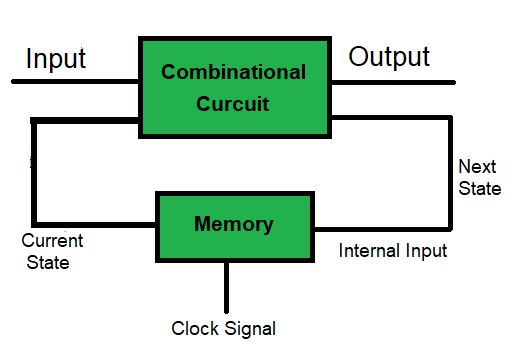 Input
Output
Combinational
Curcuit
Next
State
Memory
Current
State
Internal Input
Clock Signal